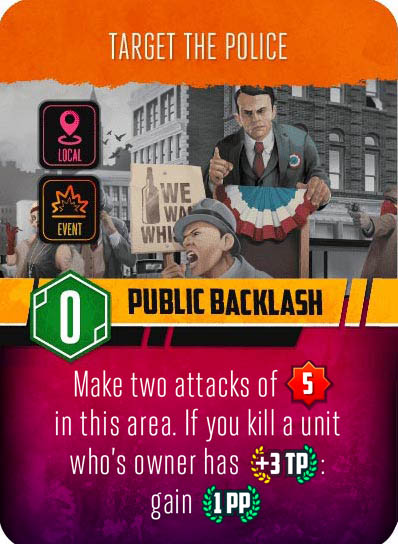 TARGET THE POLICE
LOCAL
EVENT
WE
WA
WHI
0
PUBLIC BACKLASH
Make two attacks of 5
in this area. If you kill a unit
who's owner has +3 TP :
gain 1 PP